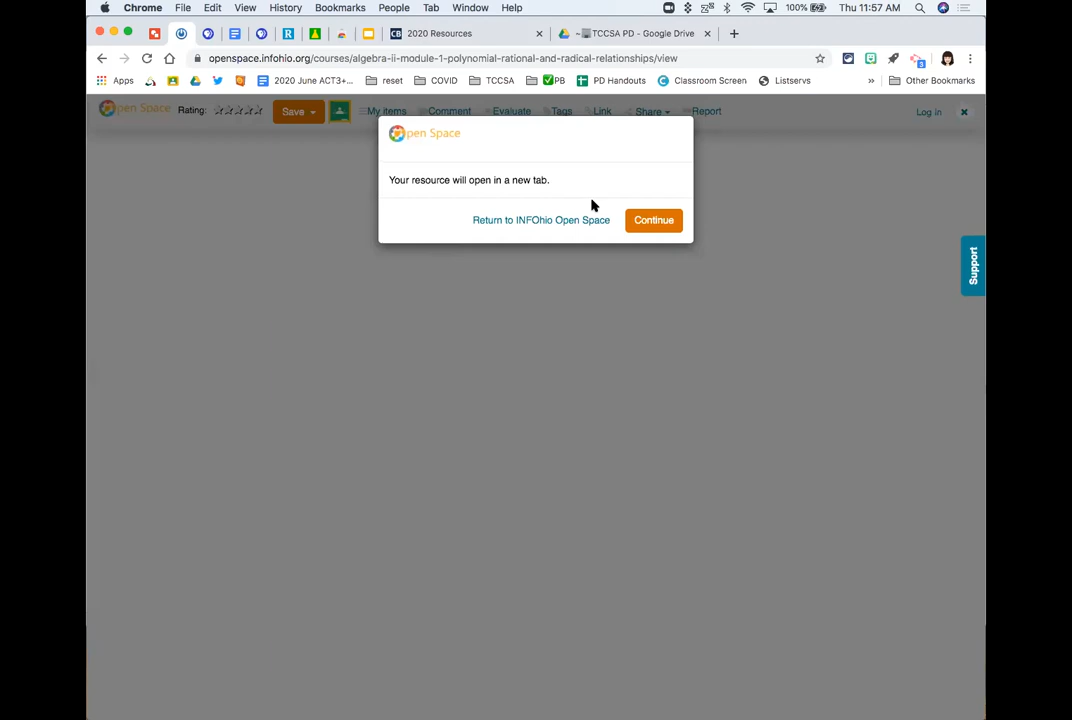 Chrome File Edit View History Bookmarks People Tab Window Help 100% Thu 11:57 AM
CB 2020 Resources × TCCSA PD - Google Drive × +
openspace.infohio.org/courses/algebra-ii-module-1-polynomial-rational-and-radical-relationships/view
Apps 2020 June ACT3+... reset COVID TCCSA PB PD Handouts Classroom Screen Listservs » Other Bookmarks
pen Space Rating: Save My items Comment Evaluate Tags Link Share Report Log in ×
pen Space
Your resource will open in a new tab.
Return to INFOhio Open Space Continue
Support